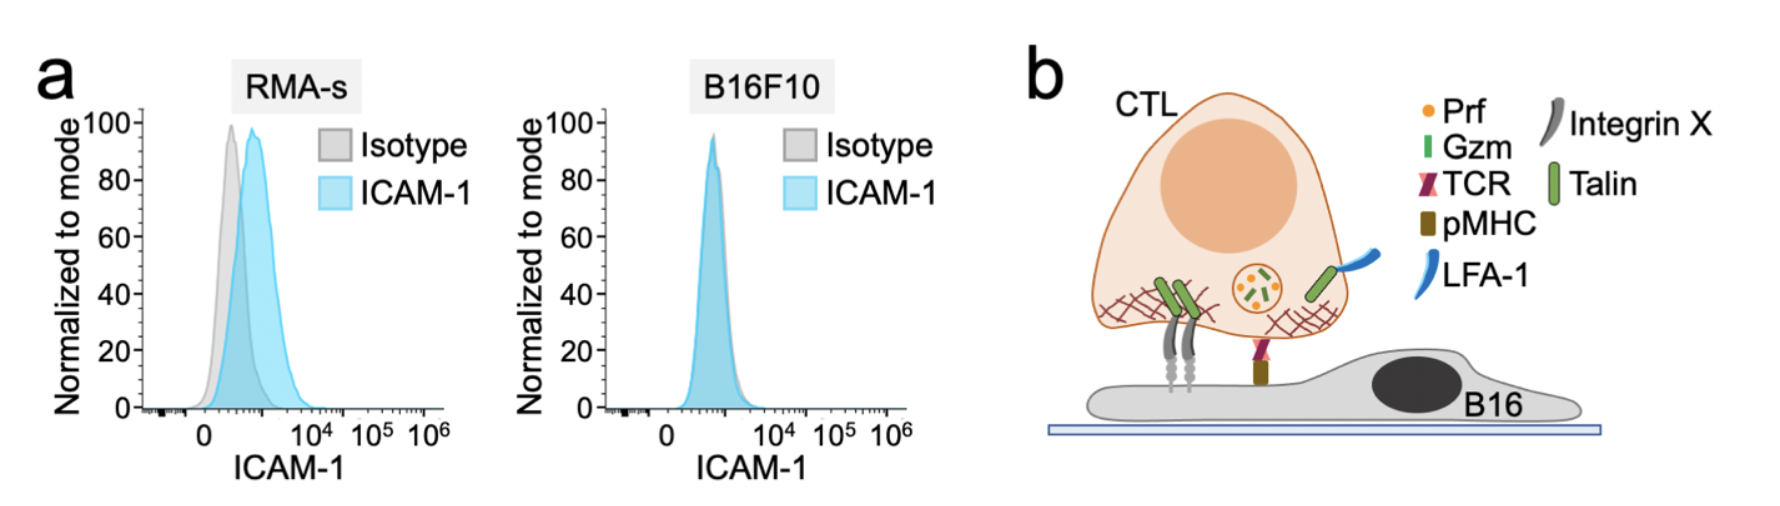 a
RMA-s
Normalized to mode
100
80
60
40
20
0
Isotype
ICAM-1
0 10⁴ 10⁵ 10⁶
ICAM-1
B16F10
Normalized to mode
100
80
60
40
20
0
Isotype
ICAM-1
0 10⁴ 10⁵ 10⁶
ICAM-1
b
CTL
Prf
Gzm
TCR
pMHC
LFA-1
Integrin X
Talin
B16